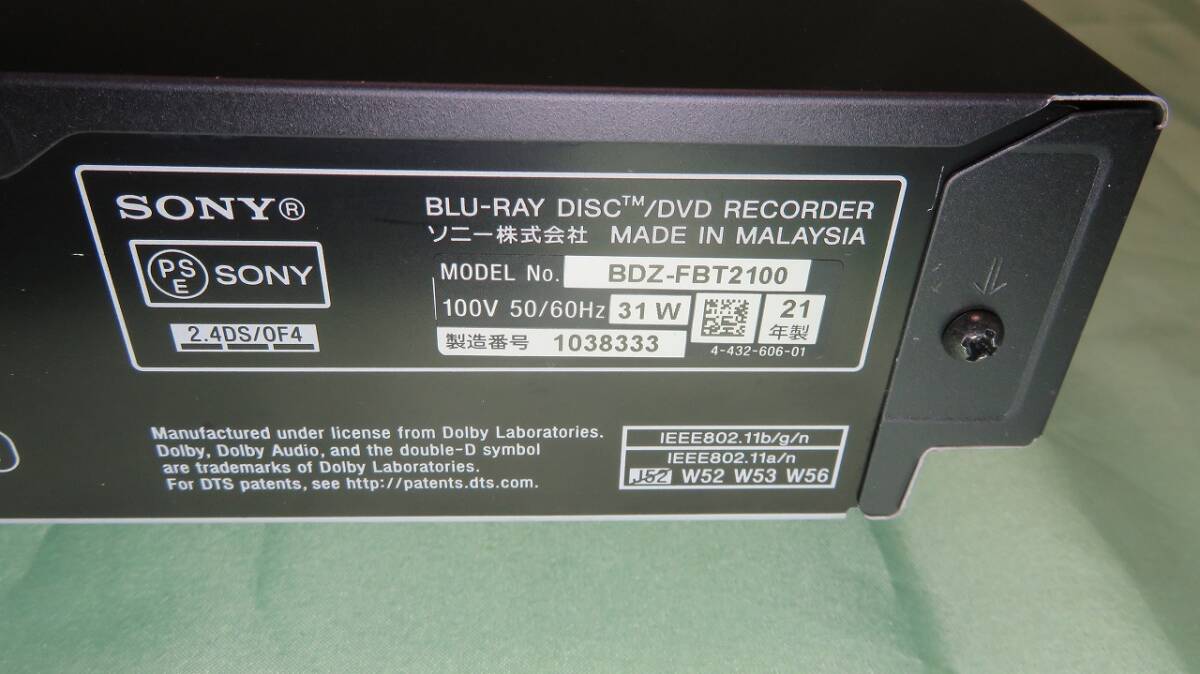 SONY®
PS
E
SONY
2.4DS/OF4
BLU-RAY DISC™/DVD RECORDER
ソニー株式会社 MADE IN MALAYSIA
MODEL No. BDZ-FBT2100
100V 50/60Hz 31 W
21
年製
製造番号 1038333
4-432-606-01
Manufactured under license from Dolby Laboratories.
Dolby, Dolby Audio, and the double-D symbol
are trademarks of Dolby Laboratories.
For DTS patents, see http://patents.dts.com.
IEEE802.11b/g/n
IEEE802.11a/n
J52 W52 W53 W56